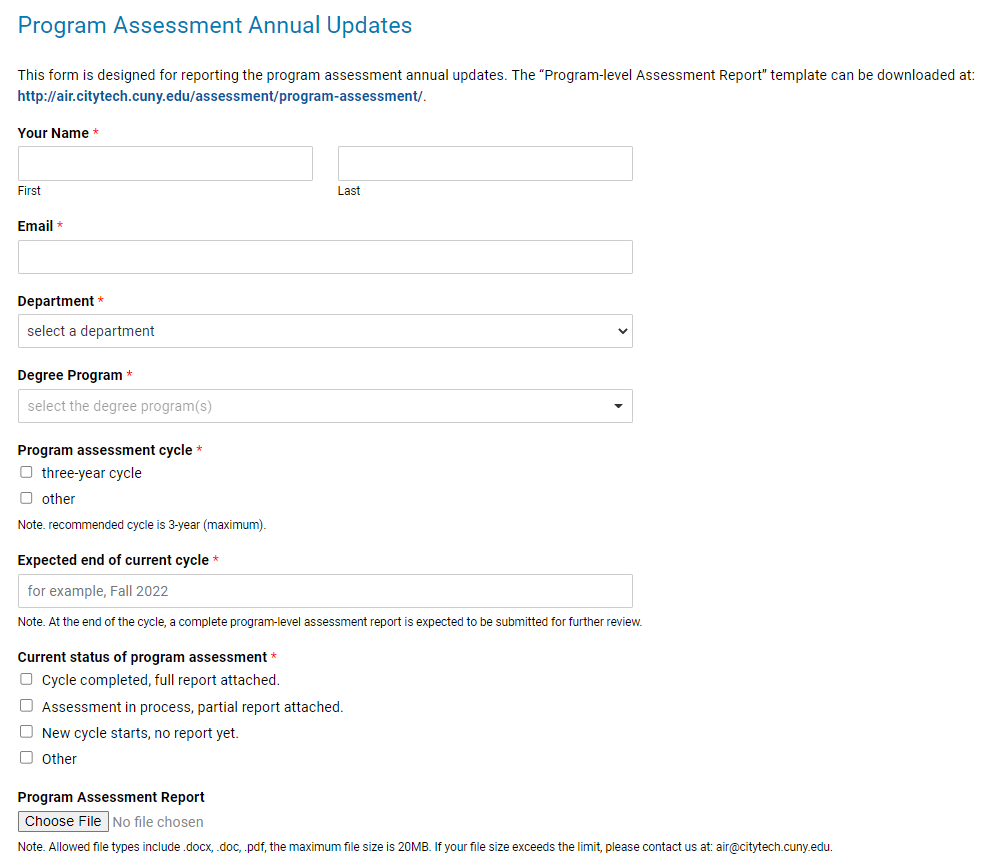 Program Assessment Annual Updates
This form is designed for reporting the program assessment annual updates. The “Program-level Assessment Report” template can be downloaded at:
http://air.citytech.cuny.edu/assessment/program-assessment/.
Your Name *
First Last
Email *
Department *
select a department
Degree Program *
select the degree program(s)
Program assessment cycle *
three-year cycle
other
Note. recommended cycle is 3-year (maximum).
Expected end of current cycle *
for example, Fall 2022
Note. At the end of the cycle, a complete program-level assessment report is expected to be submitted for further review.
Current status of program assessment *
Cycle completed, full report attached.
Assessment in process, partial report attached.
New cycle starts, no report yet.
Other
Program Assessment Report
Choose File No file chosen
Note. Allowed file types include .docx, .doc, .pdf, the maximum file size is 20MB. If your file size exceeds the limit, please contact us at: air@citytech.cuny.edu.